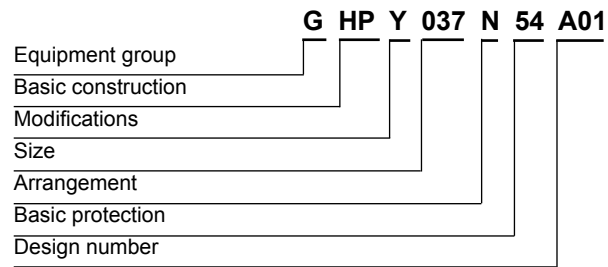 G HP Y 037 N 54 A01
Equipment group
Basic construction
Modifications
Size
Arrangement
Basic protection
Design number